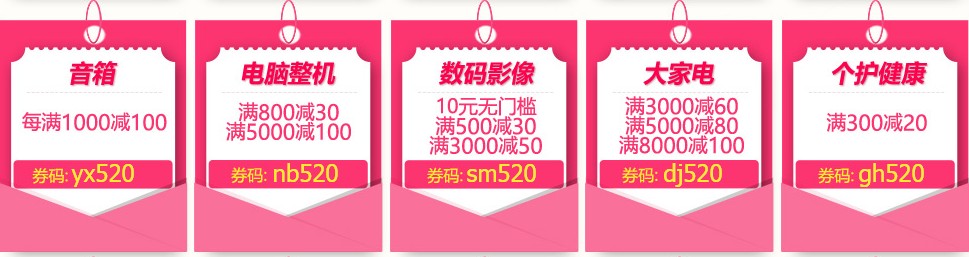 音箱
每满1000减100
券码: yx520
电脑整机
满800减30
满5000减100
券码: nb520
数码影像
10元无门槛
满500减30
满3000减50
券码: sm520
大家电
满3000减60
满5000减80
满8000减100
券码: dj520
个护健康
满300减20
券码: gh520